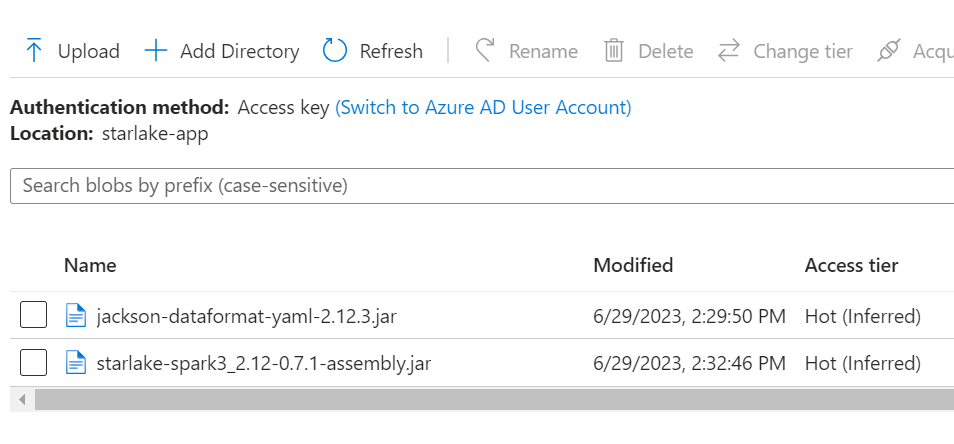 Upload Add Directory Refresh Rename Delete Change tier Acqu
Authentication method: Access key (Switch to Azure AD User Account)
Location: starlake-app
Search blobs by prefix (case-sensitive)
Name Modified Access tier
jackson-dataformat-yaml-2.12.3.jar 6/29/2023, 2:29:50 PM Hot (Inferred)
starlake-spark3_2.12-0.7.1-assembly.jar 6/29/2023, 2:32:46 PM Hot (Inferred)